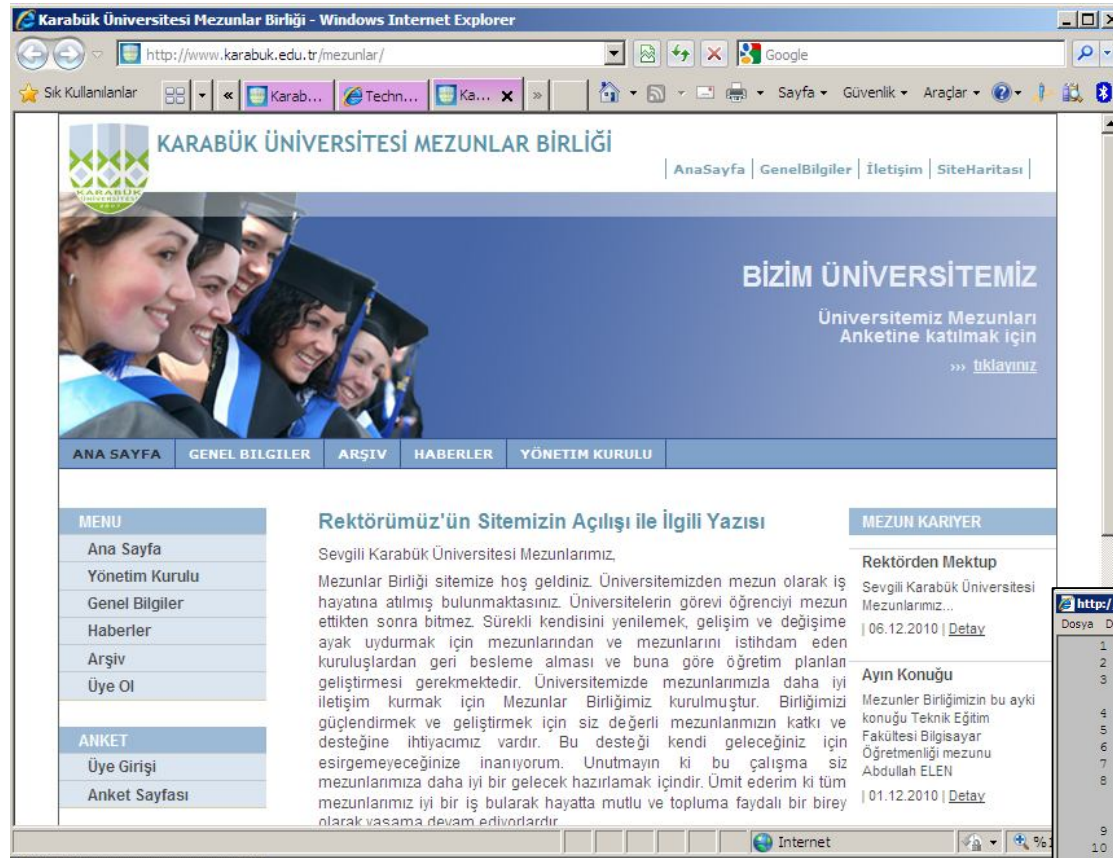 Karabük Üniversitesi Mezunlar Birliği - Windows Internet Explorer
http://www.karabuk.edu.tr/mezunlar/
Google
Sık Kullanılanlar
Karab...
Techn...
Ka...
Sayfa
Güvenlik
Araçlar
KARABÜK ÜNİVERSİTESİ MEZUNLAR BİRLİĞİ
AnaSayfa | GenelBilgiler | İletişim | SiteHaritası |
KARABÜK
ÜNİVERSİTESİ
2007
BİZİM ÜNİVERSİTEMİZ
Üniversitemiz Mezunları
Anketine katılmak için
››› tıklayınız
ANA SAYFA
GENEL BILGILER
ARŞIV
HABERLER
YÖNETIM KURULU
MENU
Ana Sayfa
Yönetim Kurulu
Genel Bilgiler
Haberler
Arşiv
Üye Ol
ANKET
Üye Girişi
Anket Sayfası
Rektörümüz'ün Sitemizin Açılışı ile İlgili Yazısı
Sevgili Karabük Üniversitesi Mezunlarımız,
Mezunlar Birliği sitemize hoş geldiniz. Üniversitemizden mezun olarak iş
hayatına atılmış bulunmaktasınız. Üniversitelerin görevi öğrenciyi mezun
ettikten sonra bitmez. Sürekli kendisini yenilemek, gelişim ve değişime
ayak uydurmak için mezunlarından ve mezunlarını istihdam eden
kuruluşlardan geri besleme alması ve buna göre öğretim planları
geliştirmesi gerekmektedir. Üniversitemizde mezunlarımızla daha iyi
iletişim kurmak için Mezunlar Birliğimiz kurulmuştur. Birliğimizi
güçlendirmek ve geliştirmek için siz değerli mezunlarımızın katkı ve
desteğine ihtiyacımız vardır. Bu desteği kendi geleceğiniz için
esirgemeyeceğinize inanıyorum. Unutmayın ki bu çalışma siz
mezunlarımıza daha iyi bir gelecek hazırlamak içindir. Ümit ederim ki tüm
mezunlarımız iyi bir iş bularak hayatta mutlu ve topluma faydalı bir birey
olarak yaşama devam ediyorlardır.
MEZUN KARIYER
Rektörden Mektup
Sevgili Karabük Üniversitesi
Mezunlarımız...
| 06.12.2010 | Detay
Ayın Konuğu
Mezunler Birliğimizin bu ayki
konuğu Teknik Eğitim
Fakültesi Bilgisayar
Öğretmenliği mezunu
Abdullah ELEN
| 01.12.2010 | Detay
http:/
Dosya D
1
2
3
4
5
6
7
8
9
10
Internet